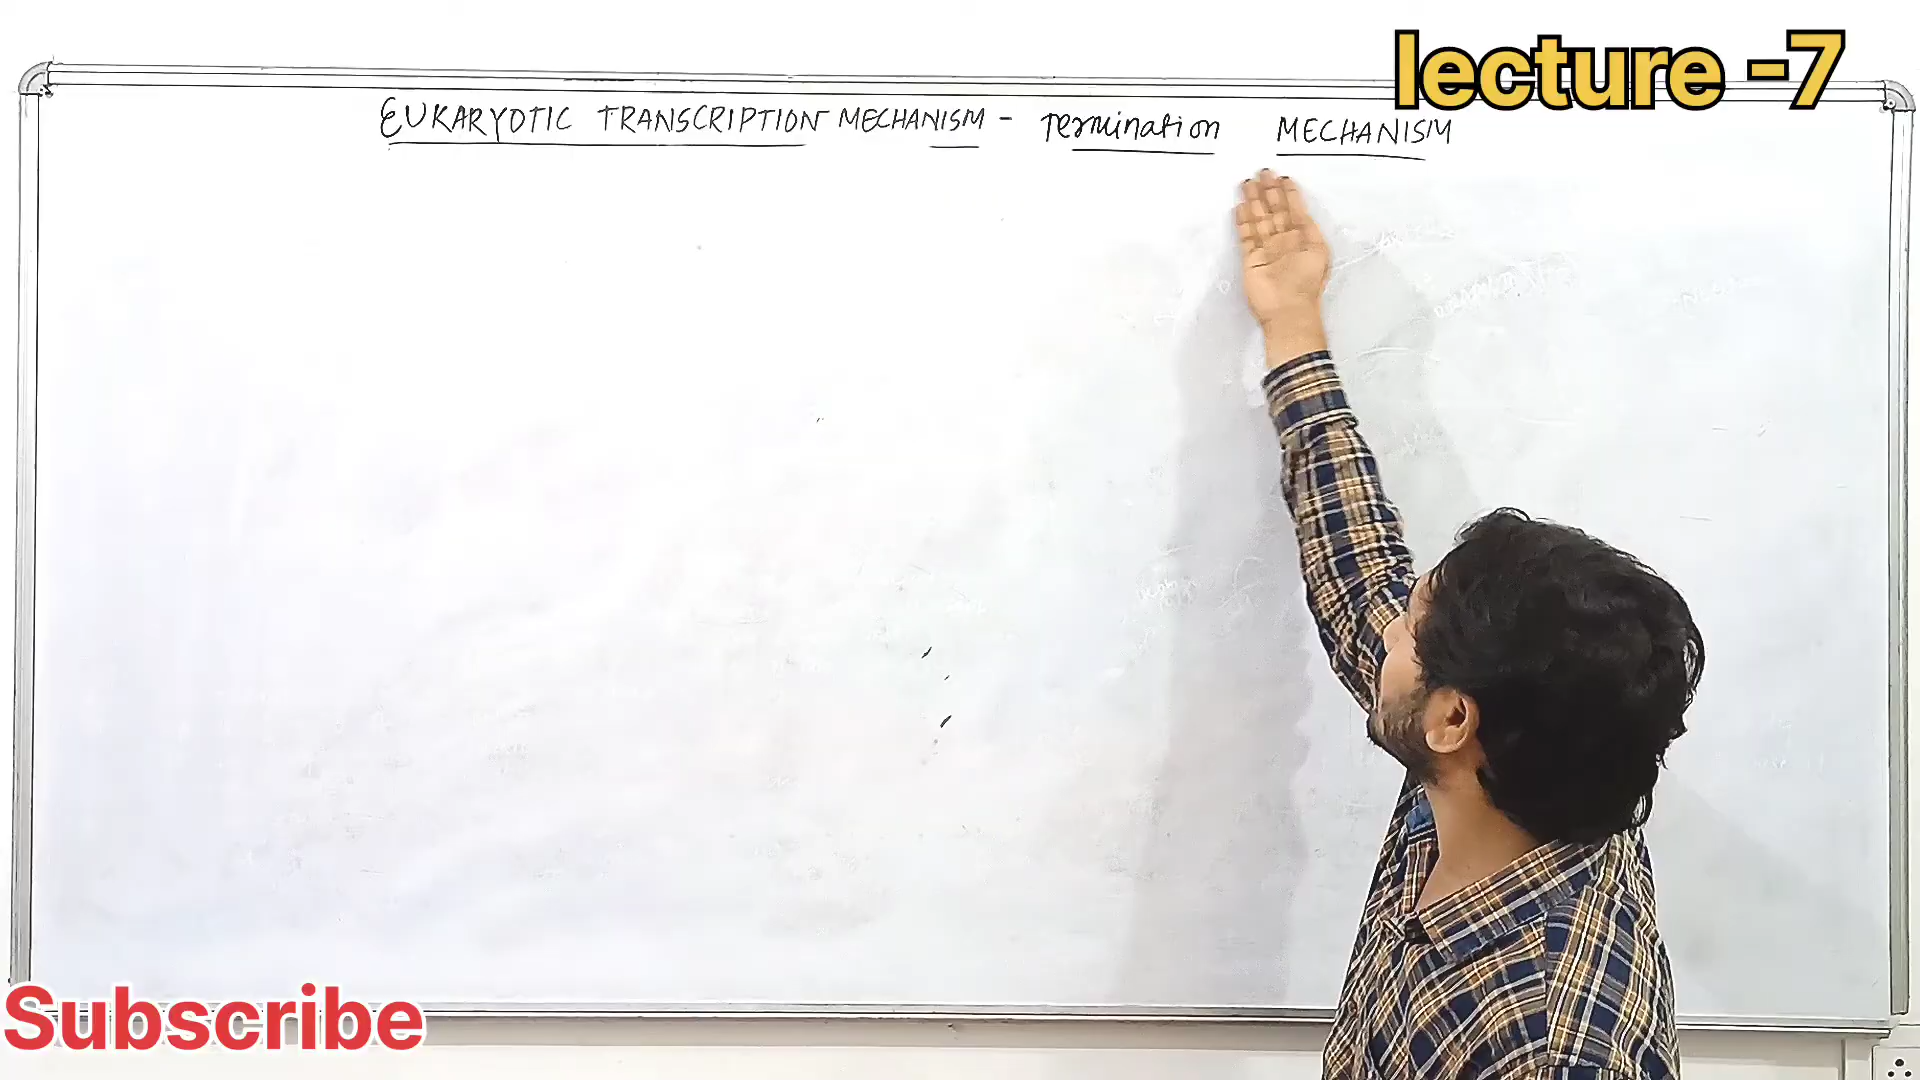 lecture -7
EUKARYOTIC TRANSCRIPTION MECHANISM - Termination MECHANISM
Subscribe